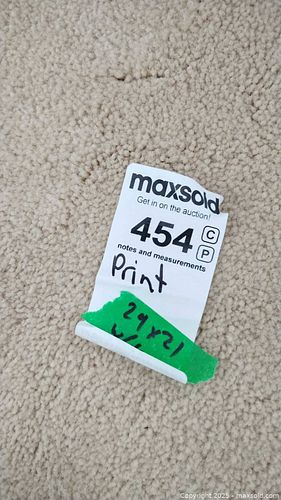 maxsold
Get in on the auction!
454 C
P
notes and measurements
Print
29x21
Copyright 2025 - maxsold.com